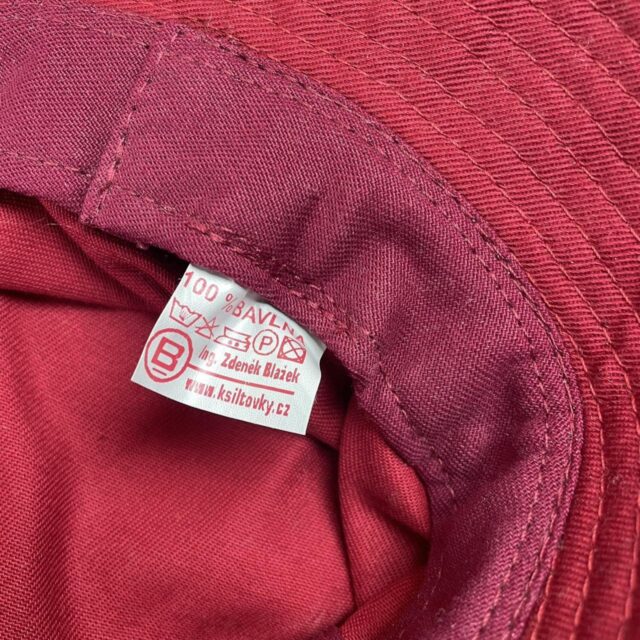 100 %BAVLNA
P
B
Ing. Zdeněk Blažek
www.ksiltovky.cz